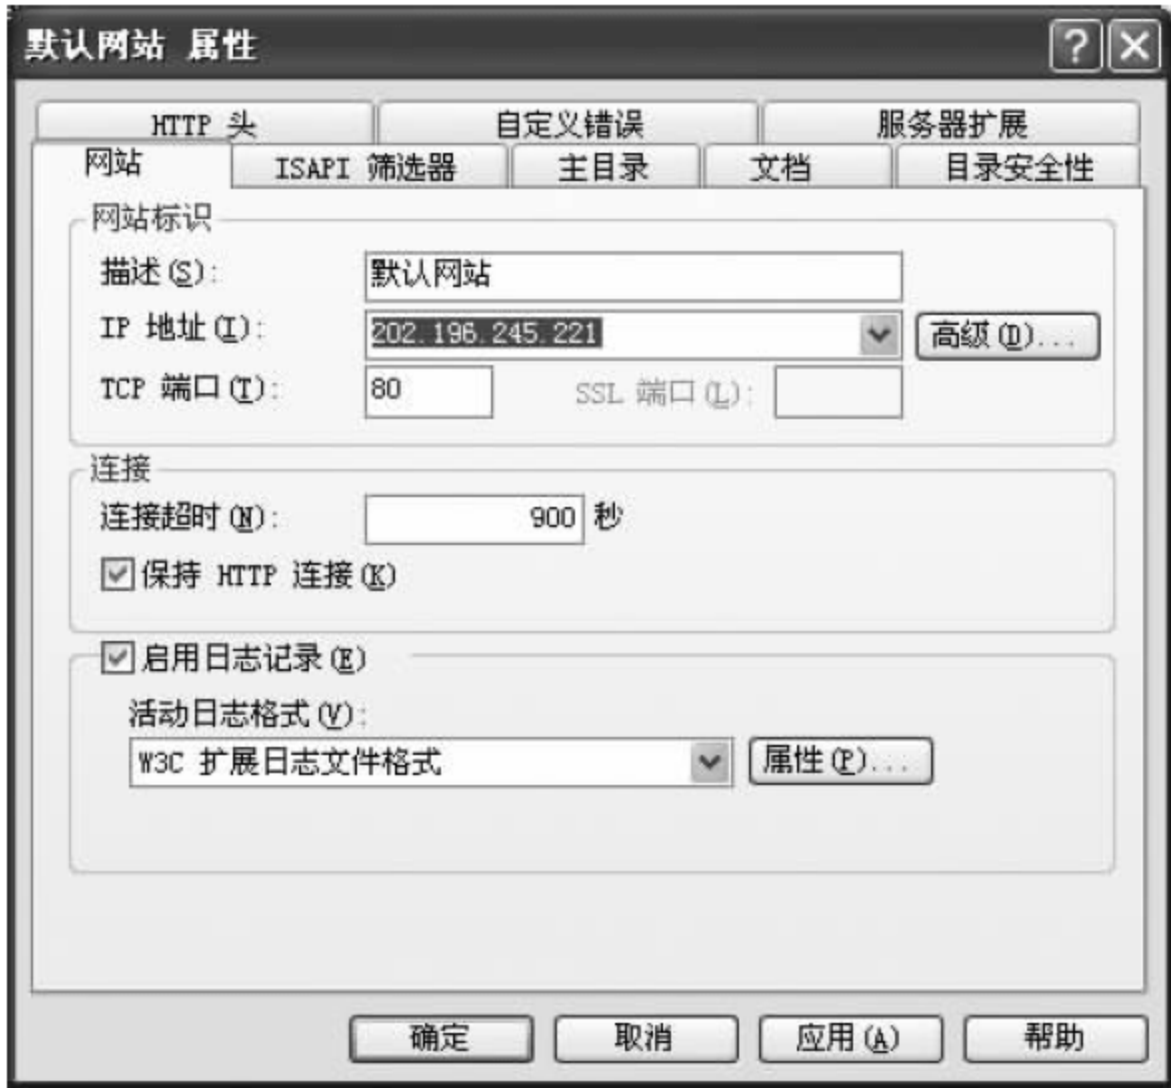 默认网站 属性
HTTP 头 自定义错误 服务器扩展
网站 ISAPI 筛选器 主目录 文档 目录安全性
网站标识
描述(S): 默认网站
IP 地址(I): 202.196.245.221 高级(D)...
TCP 端口(T): 80 SSL 端口(L):
连接
连接超时(N): 900 秒
保持 HTTP 连接(K)
启用日志记录(E)
活动日志格式(V):
W3C 扩展日志文件格式 属性(P)...
确定 取消 应用(A) 帮助